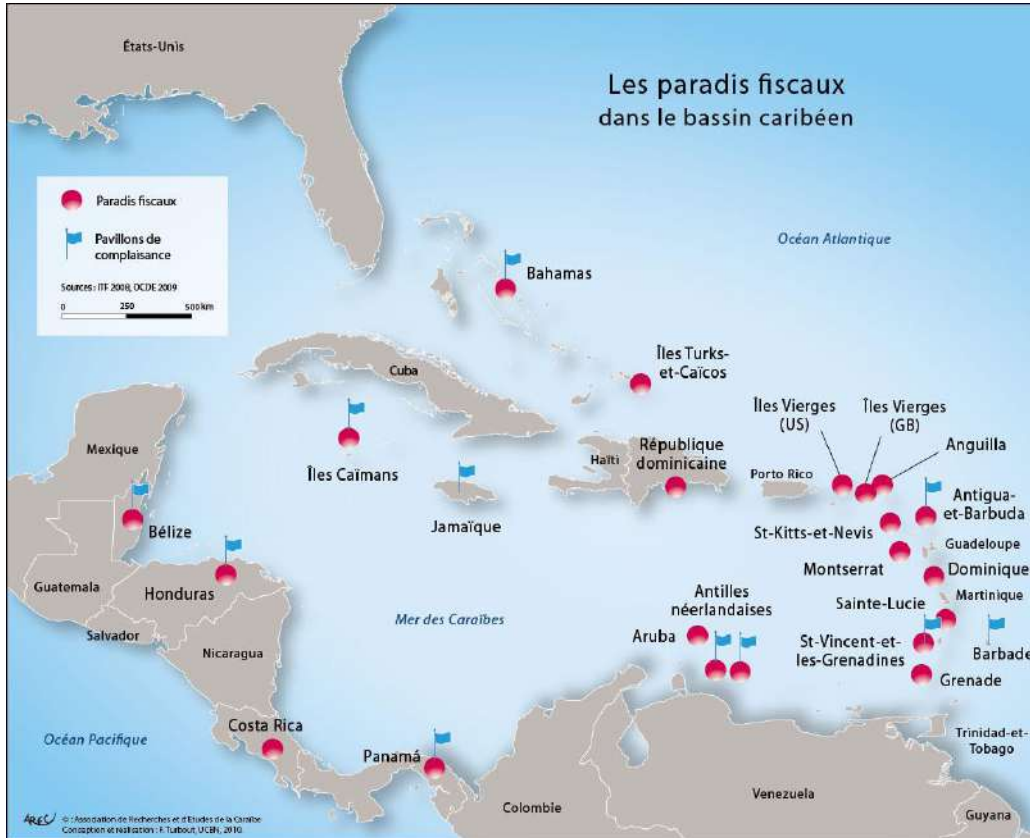 États-Unis
Les paradis fiscaux
dans le bassin caribéen
Paradis fiscaux
Pavillons de
complaisance
Sources : ITF 2008, OCDE 2009
0 250 500 km
Océan Atlantique
Bahamas
Îles Turks-
et-Caïcos
Cuba
Îles Vierges
(US)
Îles Vierges
(GB)
Anguilla
Mexique
Îles Caïmans
Haïti
République
dominicaine
Porto Rico
Jamaïque
Antigua-
et-Barbuda
Bélize
St-Kitts-et-Nevis
Guadeloupe
Montserrat
Dominique
Guatemala
Honduras
Martinique
Antilles
néerlandaises
Sainte-Lucie
Mer des Caraïbes
Salvador
Aruba
St-Vincent-et-
les-Grenadines
Barbade
Nicaragua
Grenade
Costa Rica
Océan Pacifique
Panamá
Trinidad-et-
Tobago
Venezuela
Colombie
Guyana
AREC
© : Association de Recherches et d'Etudes de la Caraïbe
Conception et réalisation : F. Turbout, UCBN, 2010.